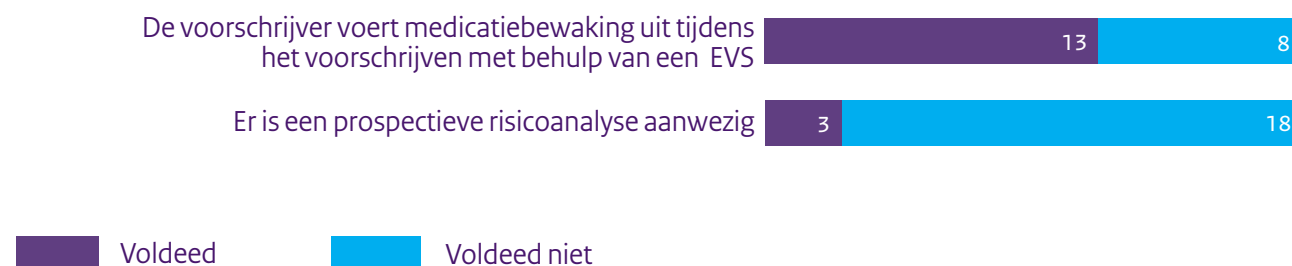 De voorschrijver voert medicatiebewaking uit tijdens
het voorschrijven met behulp van een EVS
13 8
Er is een prospectieve risicoanalyse aanwezig
3 18
Voldeed Voldeed niet